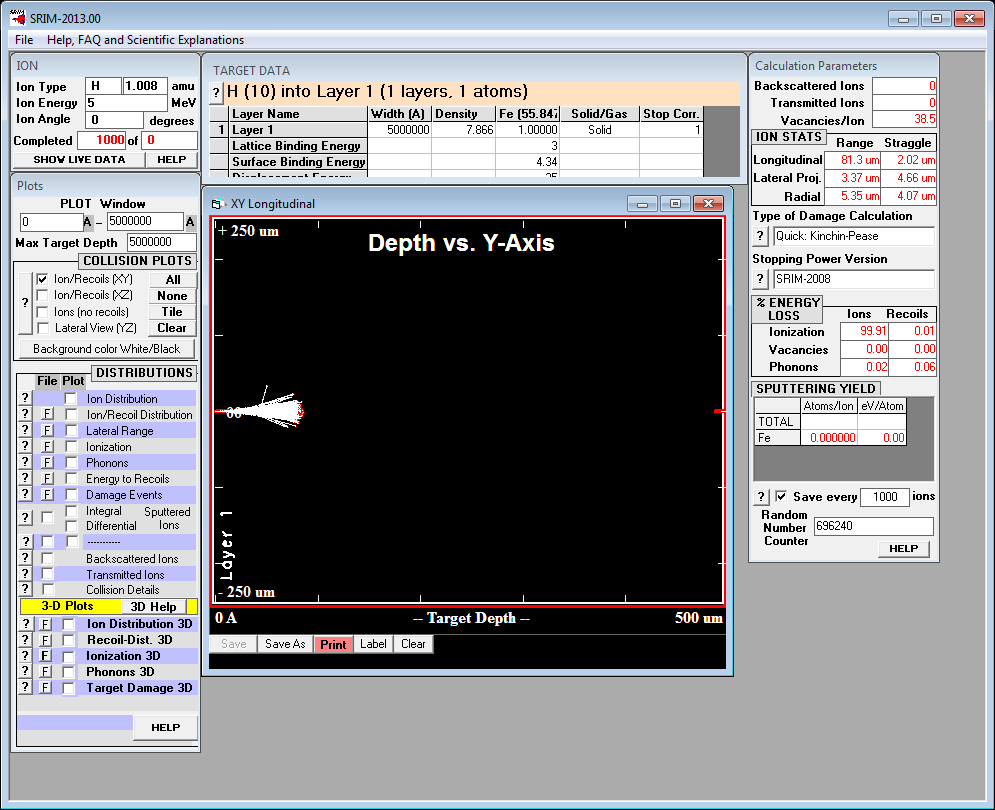 SRIM-2013.00
File Help, FAQ and Scientific Explanations
ION
Ion Type H 1.008 amu
Ion Energy 5 MeV
Ion Angle 0 degrees
Completed 1000 of 0
SHOW LIVE DATA HELP
Plots
PLOT Window
0 A - 5000000 A
Max Target Depth 5000000
COLLISION PLOTS
? Ion/Recoils (XY) All
Ion/Recoils (XZ) None
Ions (no recoils) Tile
Lateral View (YZ) Clear
Background color White/Black
DISTRIBUTIONS
File Plot
? Ion Distribution
? F Ion/Recoil Distribution
? F Lateral Range
? F Ionization
? F Phonons
? F Energy to Recoils
? F Damage Events
? Integral Sputtered
Differential Ions
? -----------
? Backscattered Ions
? Transmitted Ions
? Collision Details
3-D Plots 3D Help
? F Ion Distribution 3D
? F Recoil-Dist. 3D
? F Ionization 3D
? F Phonons 3D
? F Target Damage 3D
HELP
TARGET DATA
? H (10) into Layer 1 (1 layers, 1 atoms)
Layer Name Width (A) Density Fe (55.847 Solid/Gas Stop Corr.
1 Layer 1 5000000 7.866 1.00000 Solid 1
Lattice Binding Energy 3
Surface Binding Energy 4.34
Displacement Energy 25
XY Longitudinal
+ 250 um
Depth vs. Y-Axis
Layer 1
- 250 um
0 A -- Target Depth -- 500 um
Save Save As Print Label Clear
Calculation Parameters
Backscattered Ions 0
Transmitted Ions 0
Vacancies/Ion 38.5
ION STATS Range Straggle
Longitudinal 81.3 um 2.02 um
Lateral Proj. 3.37 um 4.66 um
Radial 5.35 um 4.07 um
Type of Damage Calculation
? Quick: Kinchin-Pease
Stopping Power Version
? SRIM-2008
% ENERGY LOSS Ions Recoils
Ionization 99.91 0.01
Vacancies 0.00 0.00
Phonons 0.02 0.06
SPUTTERING YIELD
Atoms/Ion eV/Atom
TOTAL
Fe 0.000000 0.00
? Save every 1000 ions
Random
Number 696240
Counter
HELP